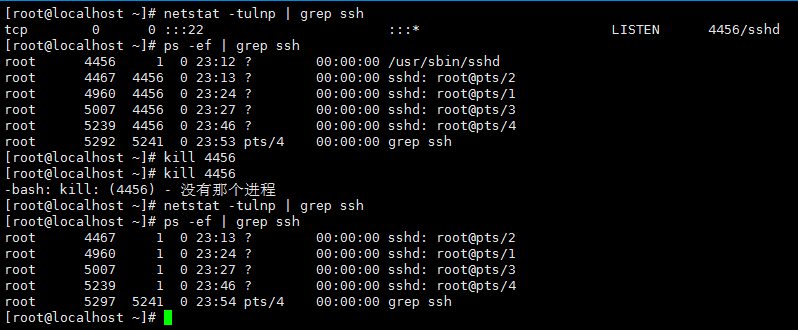 [root@localhost ~]# netstat -tulnp | grep ssh
tcp        0      0 :::22                       :::*                        LISTEN      4456/sshd
[root@localhost ~]# ps -ef | grep ssh
root      4456     1  0 23:12 ?        00:00:00 /usr/sbin/sshd
root      4467  4456  0 23:13 ?        00:00:00 sshd: root@pts/2
root      4960  4456  0 23:24 ?        00:00:00 sshd: root@pts/1
root      5007  4456  0 23:27 ?        00:00:00 sshd: root@pts/3
root      5239  4456  0 23:46 ?        00:00:00 sshd: root@pts/4
root      5292  5241  0 23:53 pts/4    00:00:00 grep ssh
[root@localhost ~]# kill 4456
[root@localhost ~]# kill 4456
-bash: kill: (4456) - 没有那个进程
[root@localhost ~]# netstat -tulnp | grep ssh
[root@localhost ~]# ps -ef | grep ssh
root      4467     1  0 23:13 ?        00:00:00 sshd: root@pts/2
root      4960     1  0 23:24 ?        00:00:00 sshd: root@pts/1
root      5007     1  0 23:27 ?        00:00:00 sshd: root@pts/3
root      5239     1  0 23:46 ?        00:00:00 sshd: root@pts/4
root      5297  5241  0 23:54 pts/4    00:00:00 grep ssh
[root@localhost ~]#